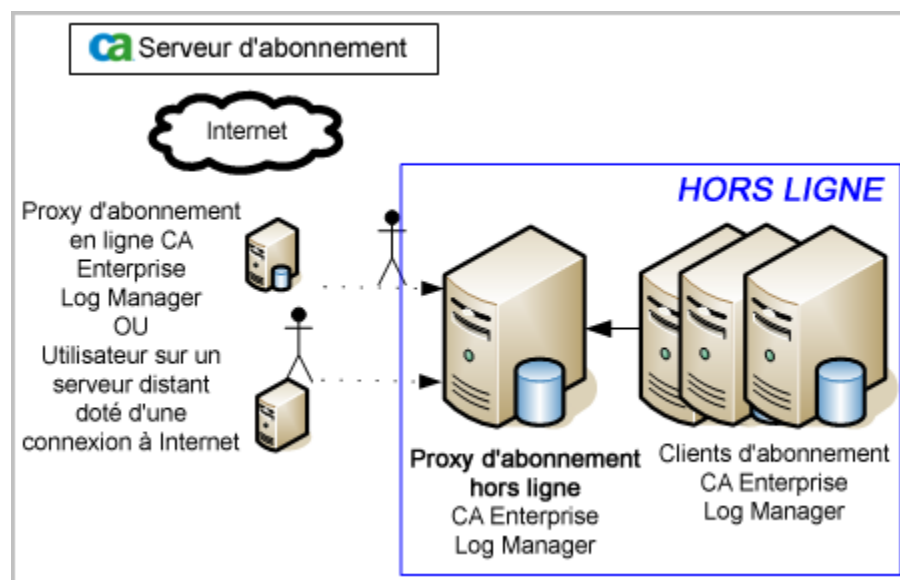 ca Serveur d'abonnement
Internet
HORS LIGNE
Proxy d'abonnement
en ligne CA
Enterprise
Log Manager
OU
Utilisateur sur un
serveur distant
doté d'une
connexion à Internet
Proxy d'abonnement
hors ligne
CA Enterprise
Log Manager
Clients d'abonnement
CA Enterprise
Log Manager